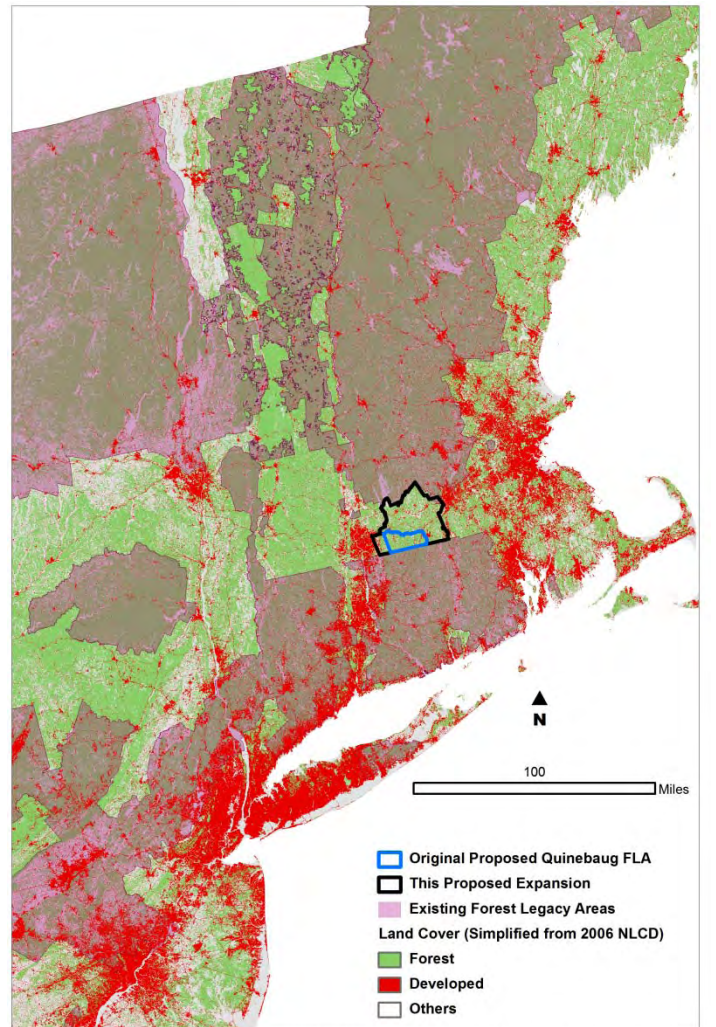 N
100
Miles
Original Proposed Quinebaug FLA
This Proposed Expansion
Existing Forest Legacy Areas
Land Cover (Simplified from 2006 NLCD)
Forest
Developed
Others